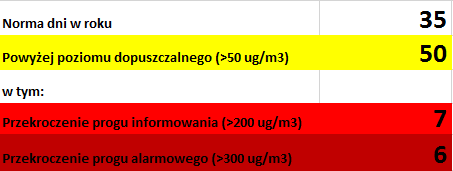 Norma dni w roku 35
Powyżej poziomu dopuszczalnego (>50 ug/m3) 50
w tym:
Przekroczenie progu informowania (>200 ug/m3) 7
Przekroczenie progu alarmowego (>300 ug/m3) 6